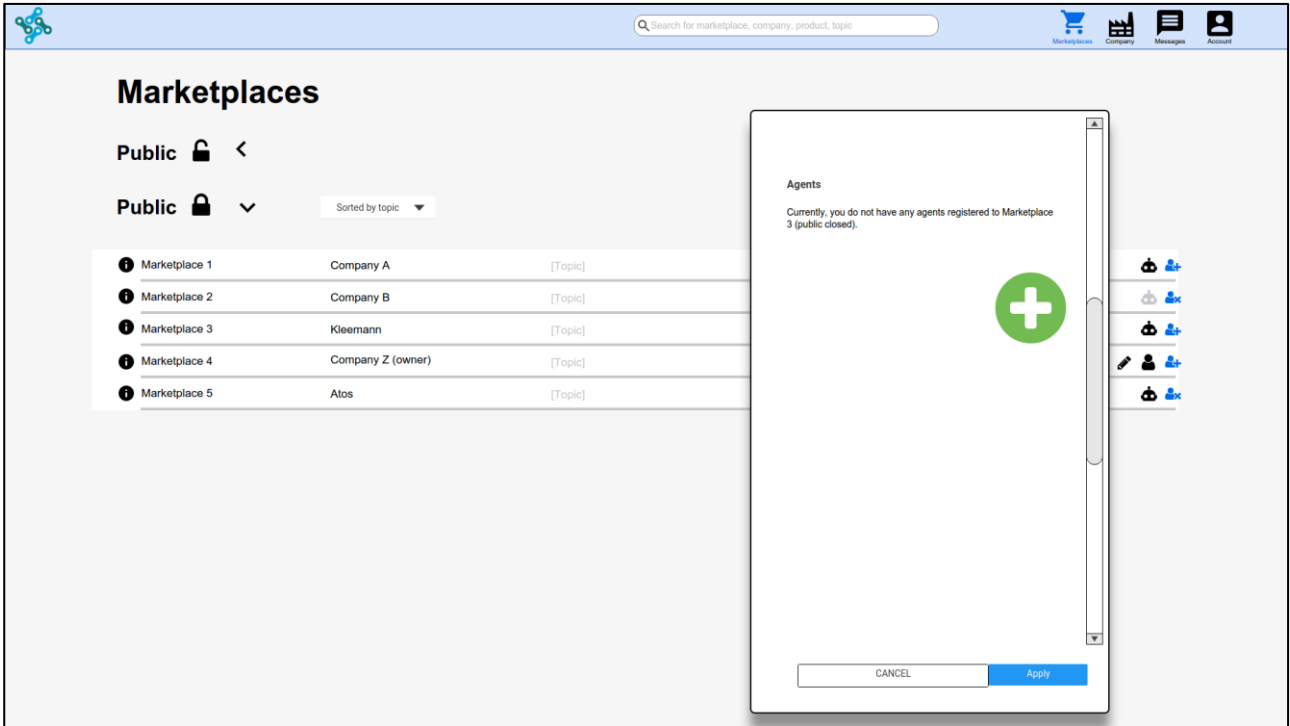 Search for marketplace, company, product, topic
Marketplaces
Company
Messages
Account
Marketplaces
Public
Public
Sorted by topic
Marketplace 1 Company A [Topic]
Marketplace 2 Company B [Topic]
Marketplace 3 Kleemann [Topic]
Marketplace 4 Company Z (owner) [Topic]
Marketplace 5 Atos [Topic]
Agents
Currently, you do not have any agents registered to Marketplace
3 (public closed).
CANCEL
Apply